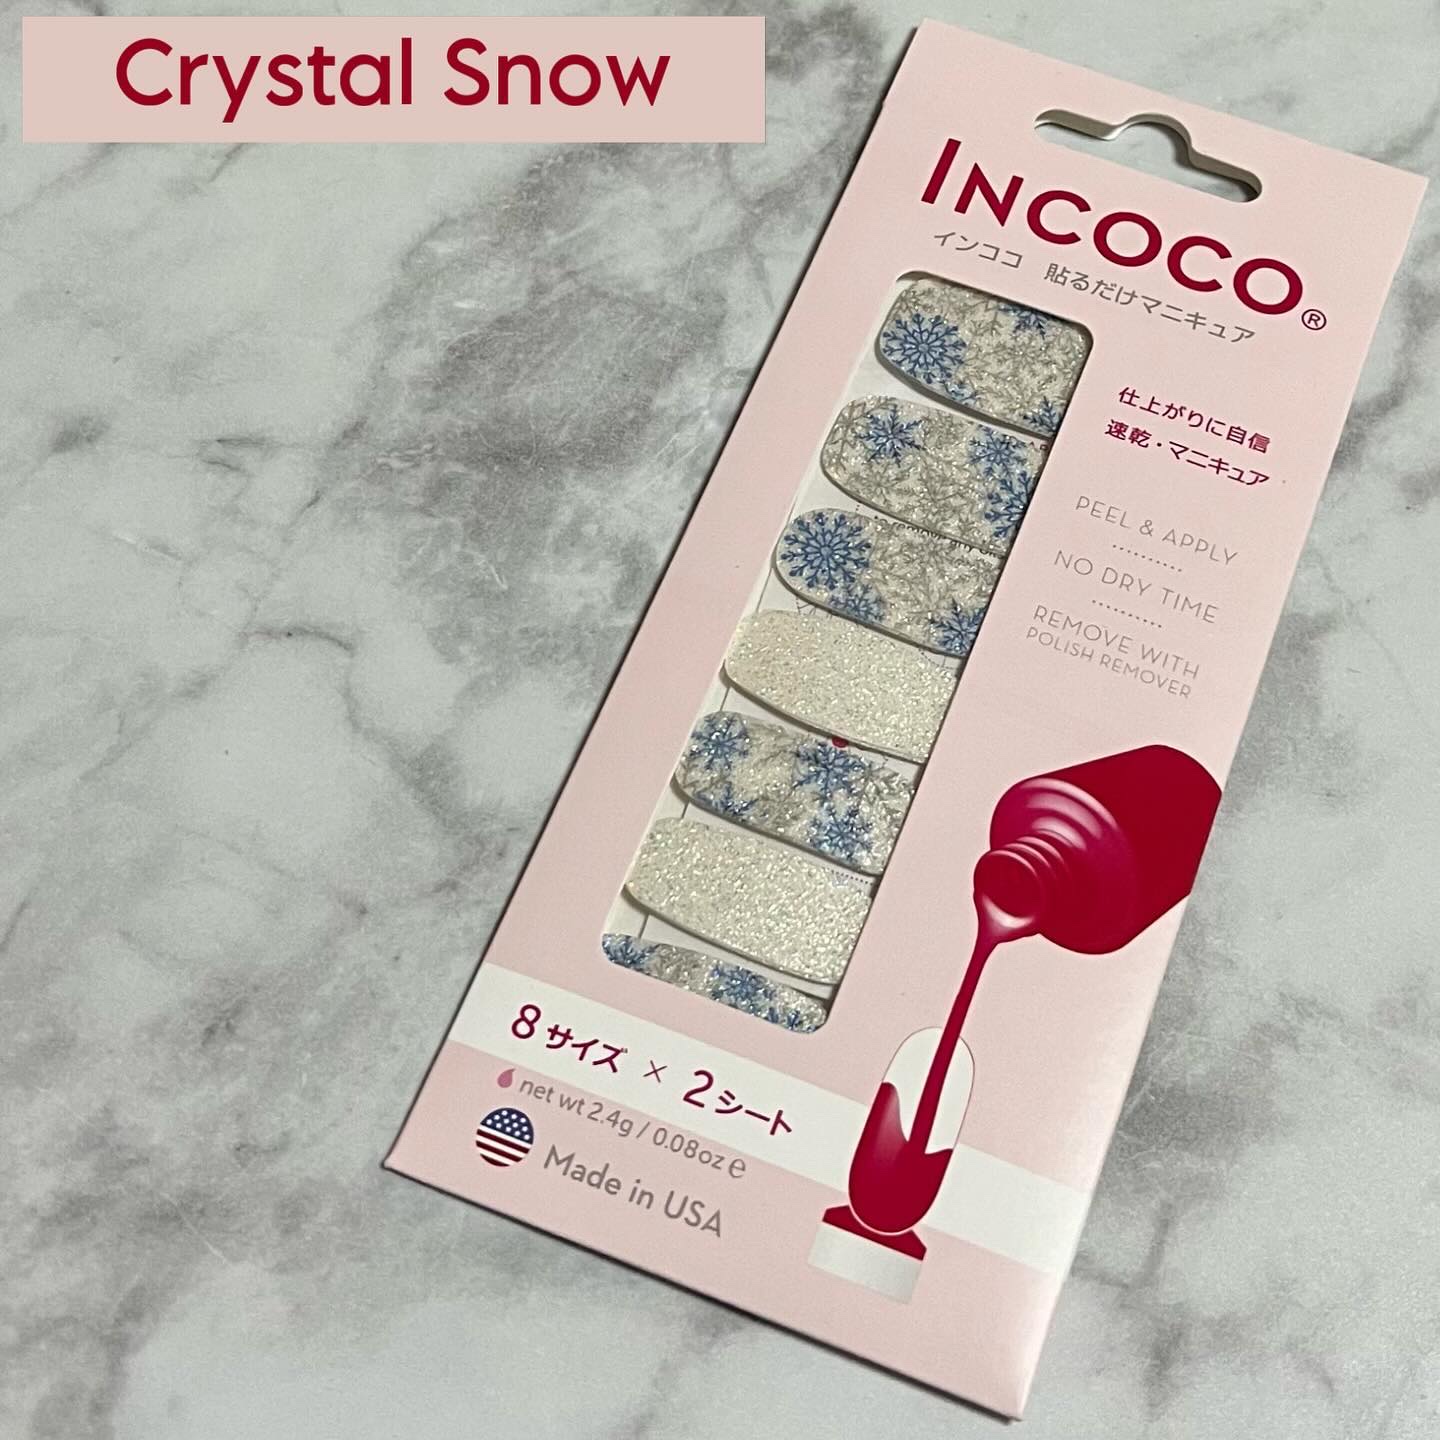 Crystal Snow
INCOCO®
インココ 貼るだけマニキュア
仕上がりに自信
速乾・マニキュア
PEEL & APPLY
NO DRY TIME
REMOVE WITH
POLISH REMOVER
8サイズ × 2シート
net wt 2.4g / 0.08oz e
Made in USA